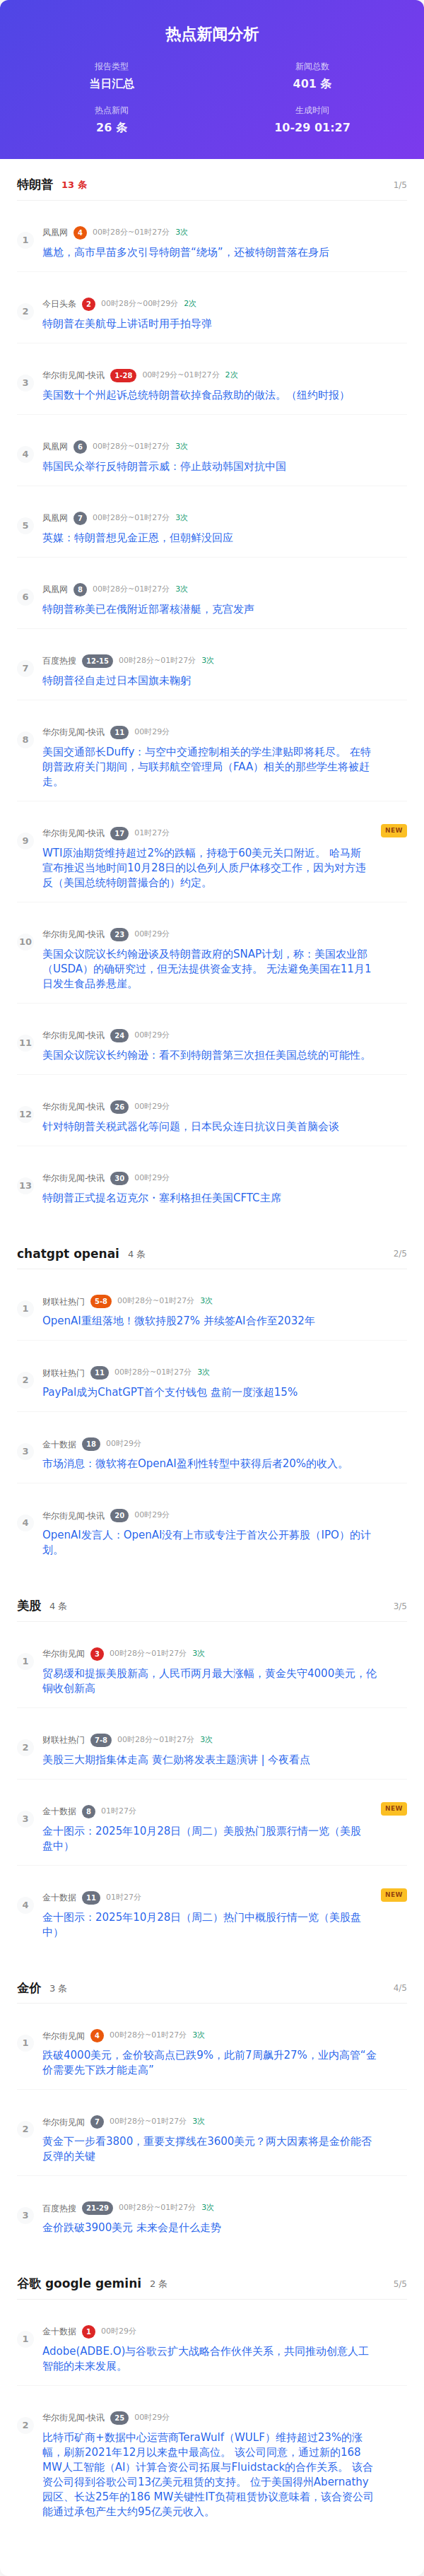 热点新闻分析
报告类型
当日汇总
新闻总数
401 条
热点新闻
26 条
生成时间
10-29 01:27
特朗普 13 条 1/5
1 凤凰网 4 00时28分~01时27分 3次
尴尬，高市早苗多次引导特朗普“绕场”，还被特朗普落在身后
2 今日头条 2 00时28分~00时29分 2次
特朗普在美航母上讲话时用手拍导弹
3 华尔街见闻-快讯 1-28 00时29分~01时27分 2次
美国数十个州起诉总统特朗普砍掉食品救助的做法。（纽约时报）
4 凤凰网 6 00时28分~01时27分 3次
韩国民众举行反特朗普示威：停止鼓动韩国对抗中国
5 凤凰网 7 00时28分~01时27分 3次
英媒：特朗普想见金正恩，但朝鲜没回应
6 凤凰网 8 00时28分~01时27分 3次
特朗普称美已在俄附近部署核潜艇，克宫发声
7 百度热搜 12-15 00时28分~01时27分 3次
特朗普径自走过日本国旗未鞠躬
8 华尔街见闻-快讯 11 00时29分
美国交通部长Duffy：与空中交通控制相关的学生津贴即将耗尽。 在特
朗普政府关门期间，与联邦航空管理局（FAA）相关的那些学生将被赶
走。
9 华尔街见闻-快讯 17 01时27分 NEW
WTI原油期货维持超过2%的跌幅，持稳于60美元关口附近。 哈马斯
宣布推迟当地时间10月28日的以色列人质尸体移交工作，因为对方违
反（美国总统特朗普撮合的）约定。
10 华尔街见闻-快讯 23 00时29分
美国众议院议长约翰逊谈及特朗普政府的SNAP计划，称：美国农业部
（USDA）的确研究过，但无法提供资金支持。 无法避免美国在11月1
日发生食品券悬崖。
11 华尔街见闻-快讯 24 00时29分
美国众议院议长约翰逊：看不到特朗普第三次担任美国总统的可能性。
12 华尔街见闻-快讯 26 00时29分
针对特朗普关税武器化等问题，日本民众连日抗议日美首脑会谈
13 华尔街见闻-快讯 30 00时29分
特朗普正式提名迈克尔·塞利格担任美国CFTC主席
chatgpt openai 4 条 2/5
1 财联社热门 5-8 00时28分~01时27分 3次
OpenAI重组落地！微软持股27% 并续签AI合作至2032年
2 财联社热门 11 00时28分~01时27分 3次
PayPal成为ChatGPT首个支付钱包 盘前一度涨超15%
3 金十数据 18 00时29分
市场消息：微软将在OpenAI盈利性转型中获得后者20%的收入。
4 华尔街见闻-快讯 20 00时29分
OpenAI发言人：OpenAI没有上市或专注于首次公开募股（IPO）的计
划。
美股 4 条 3/5
1 华尔街见闻 3 00时28分~01时27分 3次
贸易缓和提振美股新高，人民币两月最大涨幅，黄金失守4000美元，伦
铜收创新高
2 财联社热门 7-8 00时28分~01时27分 3次
美股三大期指集体走高 黄仁勋将发表主题演讲 | 今夜看点
3 金十数据 8 01时27分 NEW
金十图示：2025年10月28日（周二）美股热门股票行情一览（美股
盘中）
4 金十数据 11 01时27分 NEW
金十图示：2025年10月28日（周二）热门中概股行情一览（美股盘
中）
金价 3 条 4/5
1 华尔街见闻 4 00时28分~01时27分 3次
跌破4000美元，金价较高点已跌9%，此前7周飙升27%，业内高管“金
价需要先下跌才能走高”
2 华尔街见闻 7 00时28分~01时27分 3次
黄金下一步看3800，重要支撑线在3600美元？两大因素将是金价能否
反弹的关键
3 百度热搜 21-29 00时28分~01时27分 3次
金价跌破3900美元 未来会是什么走势
谷歌 google gemini 2 条 5/5
1 金十数据 1 00时29分
Adobe(ADBE.O)与谷歌云扩大战略合作伙伴关系，共同推动创意人工
智能的未来发展。
2 华尔街见闻-快讯 25 00时29分
比特币矿商+数据中心运营商TeraWulf（WULF）维持超过23%的涨
幅，刷新2021年12月以来盘中最高位。 该公司同意，通过新的168
MW人工智能（AI）计算合资公司拓展与Fluidstack的合作关系。 该合
资公司得到谷歌公司13亿美元租赁的支持。 位于美国得州Abernathy
园区、长达25年的186 MW关键性IT负荷租赁协议意味着，该合资公司
能通过承包产生大约95亿美元收入。